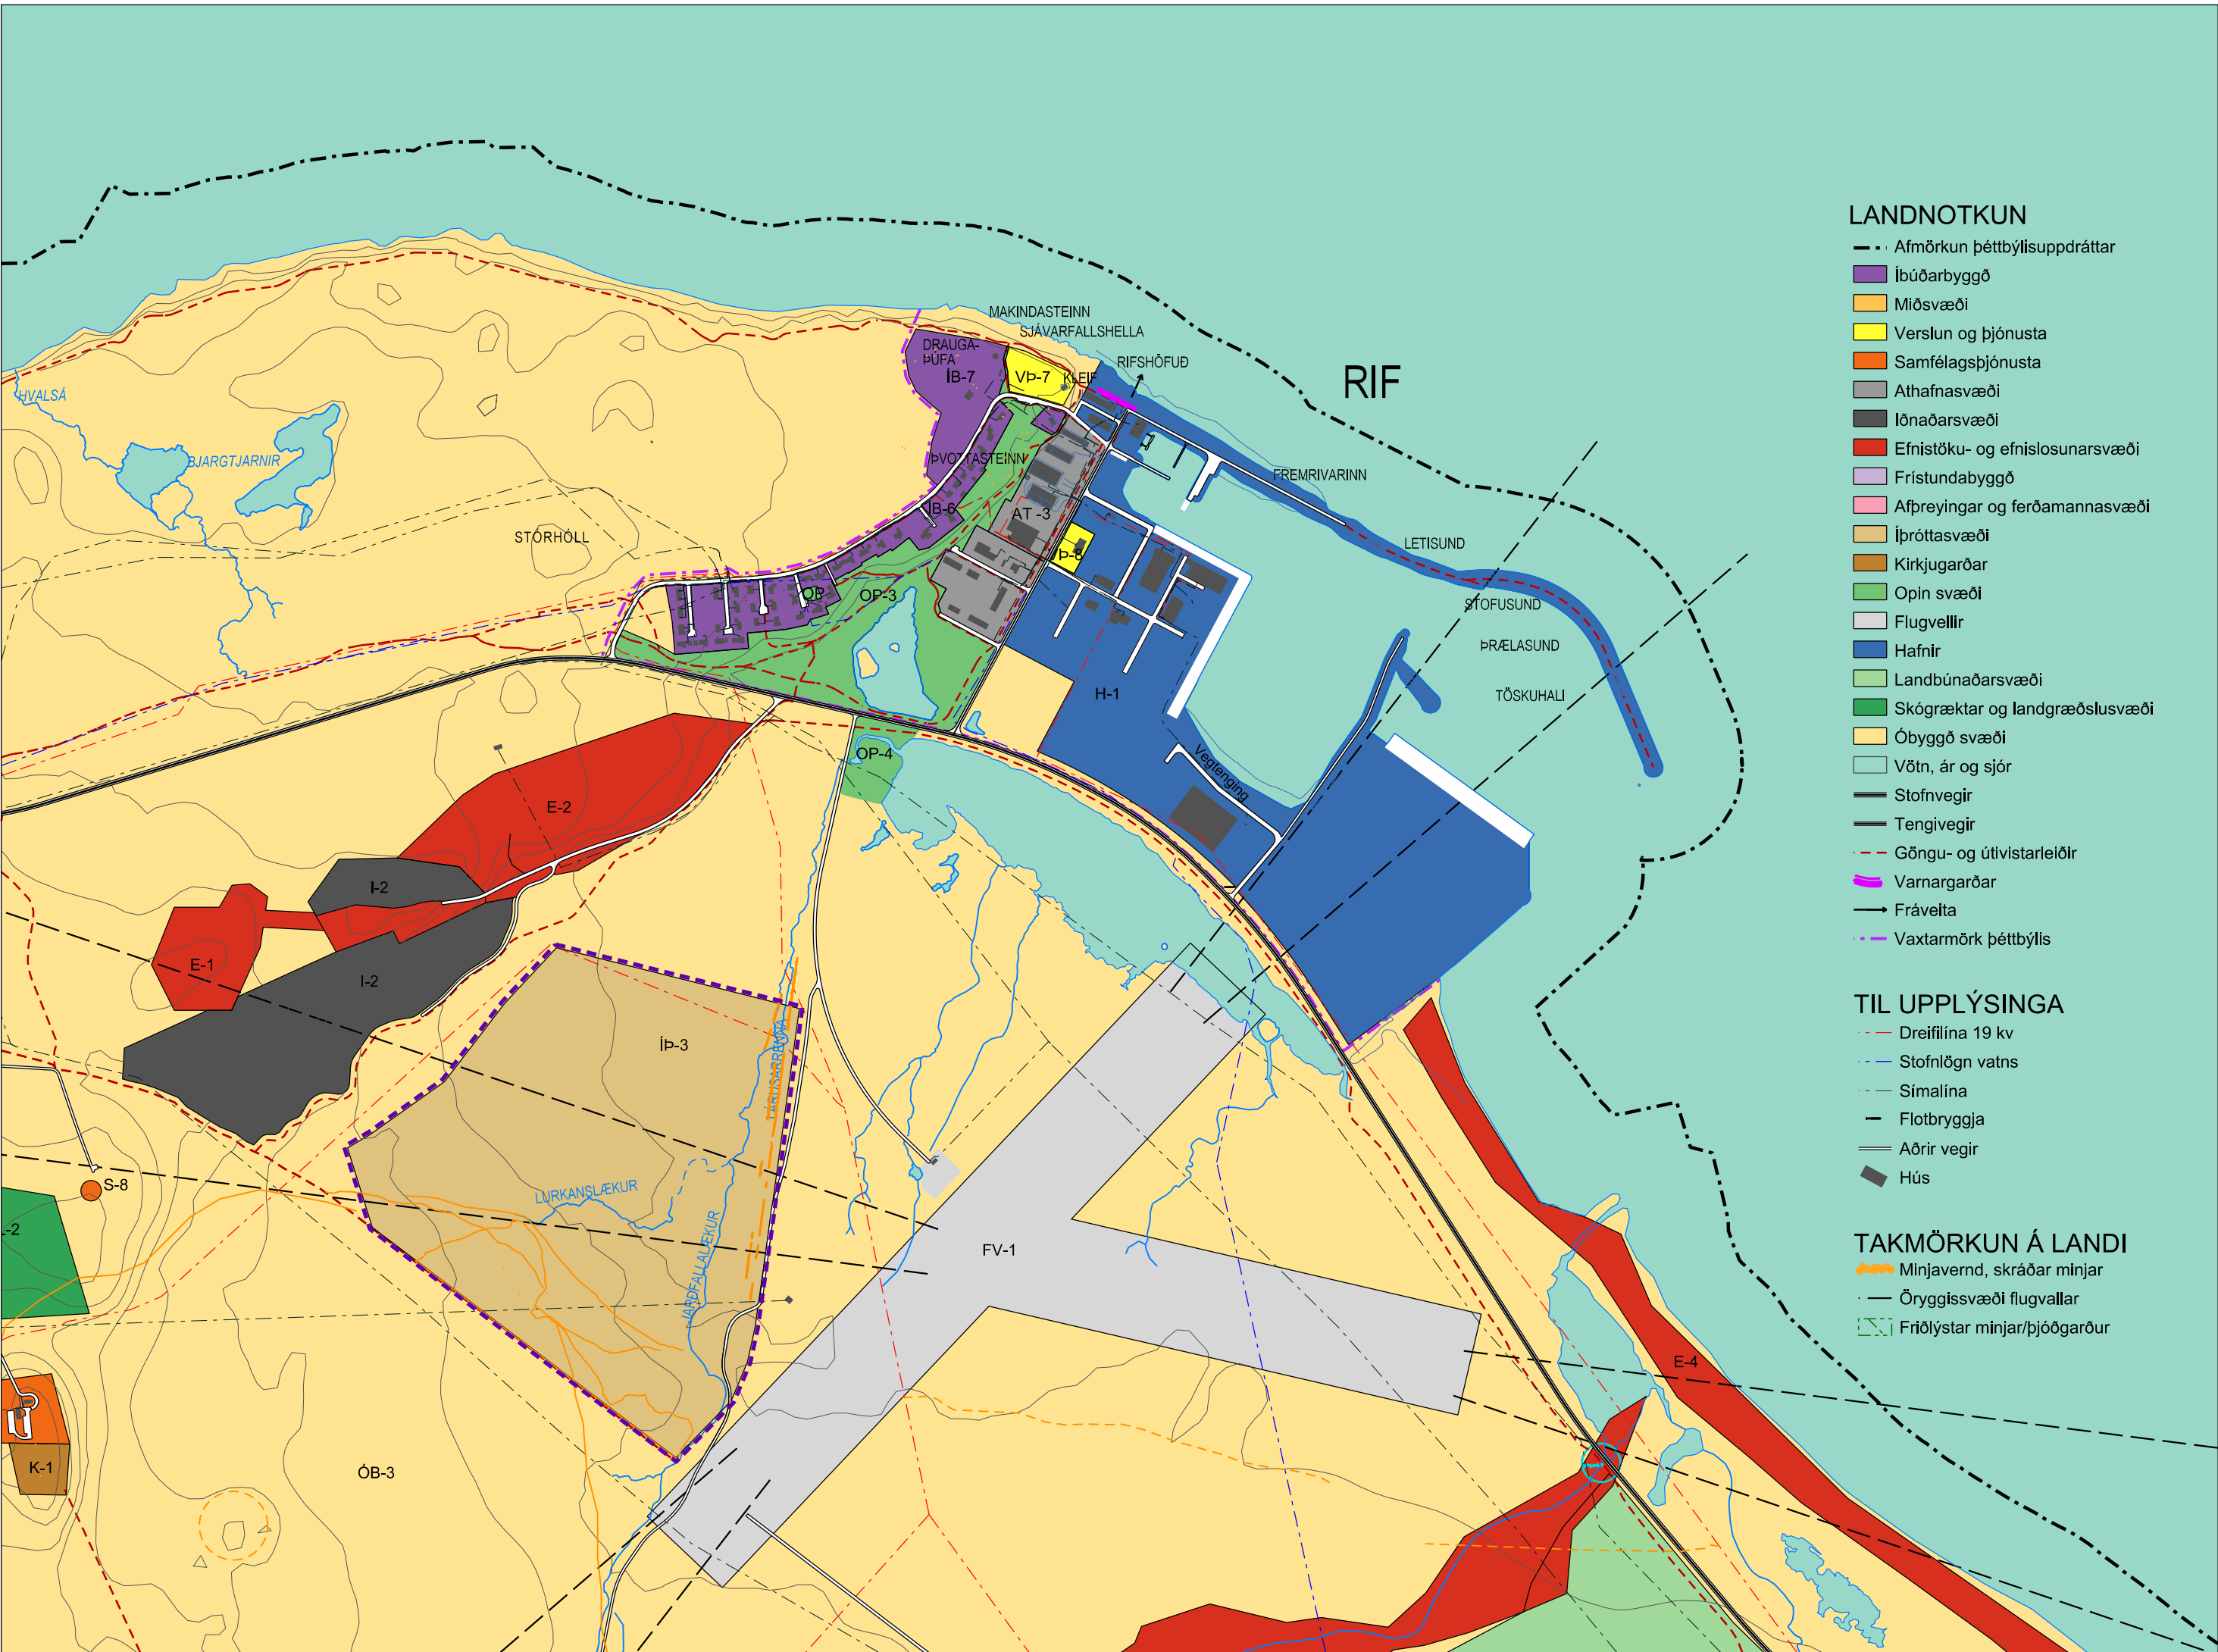 RIF
MAKINDASTEINN
SJÁVARFALLSHELLA
RIFSHÖFUÐ
DRAUGA-
ÞÚFA
ÍB-7
VÞ-7
KLEIF
HVALSÁ
BJARGTJARNIR
STÓRHÓLL
ÞVOTTASTEINN
ÍB-6
AT -3
VÞ-8
FREMRIVARINN
LETISUND
STOFUSUND
ÞRÆLASUND
TÖSKUHALI
OP
OP-3
H-1
Vegtenging
OP-4
E-2
I-2
E-1
I-2
ÍÞ-3
LURKANSLÆKUR
JARÐFALLALÆKUR
S-8
L-2
FV-1
E-4
K-1
ÓB-3
LANDNOTKUN
Afmörkun þéttbýlisuppdráttar
Íbúðarbyggð
Miðsvæði
Verslun og þjónusta
Samfélagsþjónusta
Athafnasvæði
Iðnaðarsvæði
Efnistöku- og efnislosunarsvæði
Frístundabyggð
Afþreyingar og ferðamannasvæði
Íþróttasvæði
Kirkjugarðar
Opin svæði
Flugvellir
Hafnir
Landbúnaðarsvæði
Skógræktar og landgræðslusvæði
Óbyggð svæði
Vötn, ár og sjór
Stofnvegir
Tengivegir
Göngu- og útivistarleiðir
Varnargarðar
Fráveita
Vaxtarmörk þéttbýlis
TIL UPPLÝSINGA
Dreifilína 19 kv
Stofnlögn vatns
Símalína
Flotbryggja
Aðrir vegir
Hús
TAKMÖRKUN Á LANDI
Minjavernd, skráðar minjar
Öryggissvæði flugvallar
Friðlýstar minjar/þjóðgarður